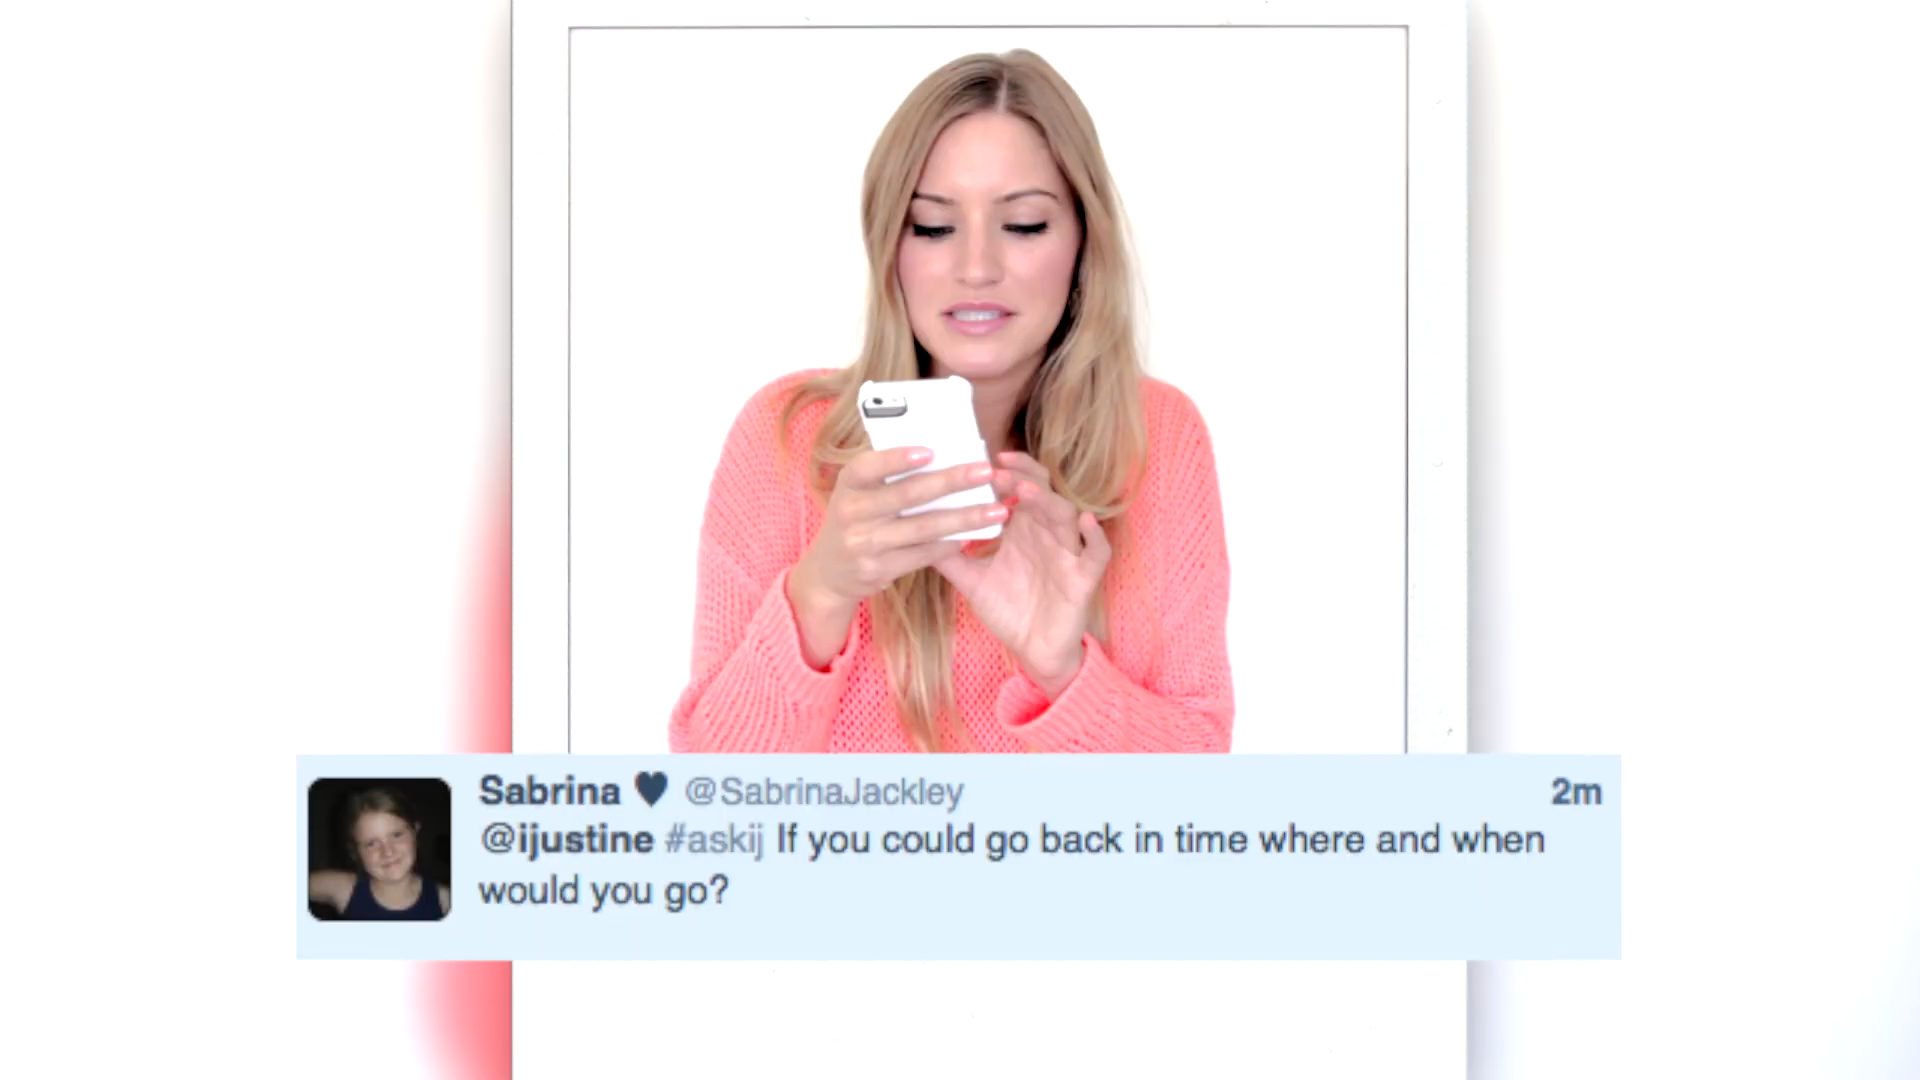 Sabrina ♥ @SabrinaJackley 2m
@ijustine #askij If you could go back in time where and when
would you go?